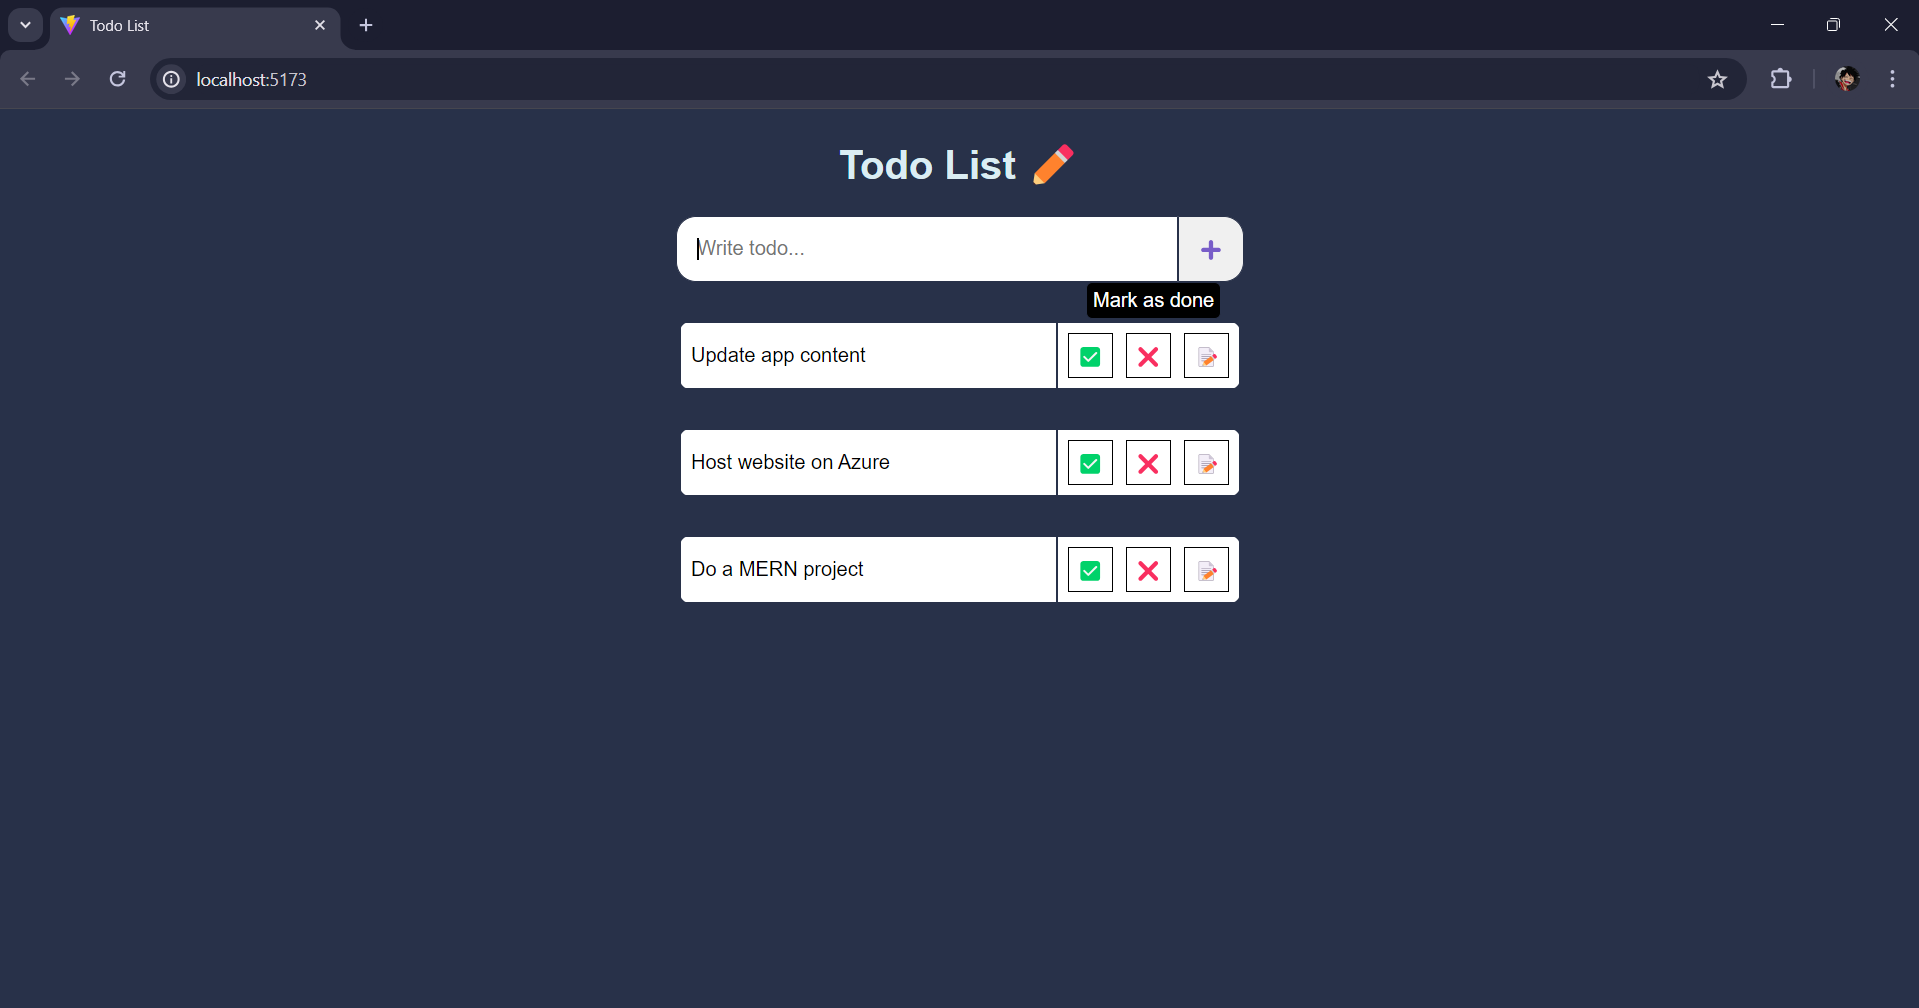 Todo List
localhost:5173
Todo List
Write todo...
Mark as done
Update app content
Host website on Azure
Do a MERN project